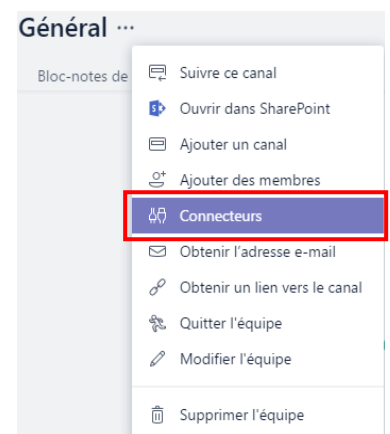 Général ...
Bloc-notes de
Suivre ce canal
Ouvrir dans SharePoint
Ajouter un canal
Ajouter des membres
Connecteurs
Obtenir l'adresse e-mail
Obtenir un lien vers le canal
Quitter l'équipe
Modifier l'équipe
Supprimer l'équipe